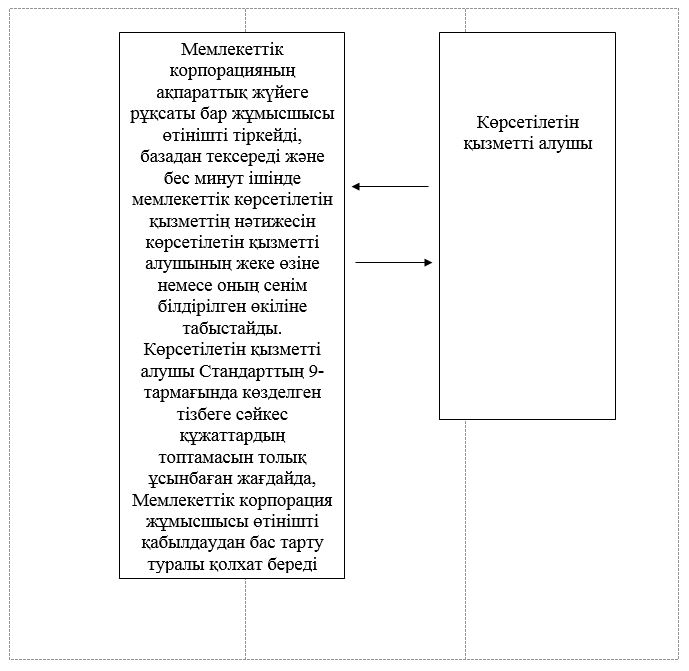 Мемлекеттік
корпорацияның
ақпараттық жүйеге
рұқсаты бар жұмысшысы
өтінішті тіркейді,
базадан тексереді және
бес минут ішінде
мемлекеттік көрсетілетін
қызметтің нәтижесін
көрсетілетін қызметті
алушының жеке өзіне
немесе оның сенім
білдірілген өкіліне
табыстайды.
Көрсетілетін қызметті
алушы Стандарттың 9-
тармағында көзделген
тізбеге сәйкес
құжаттардың
топтамасын толық
ұсынбаған жағдайда,
Мемлекеттік корпорация
жұмысшысы өтінішті
қабылдаудан бас тарту
туралы қолхат береді
Көрсетілетін
қызметті алушы